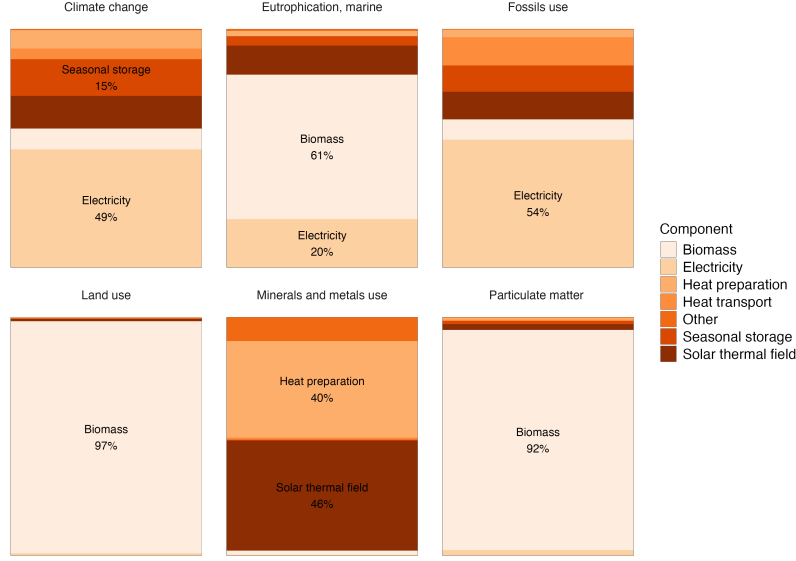 Climate change
Eutrophication, marine
Fossils use
Seasonal storage
15%
Electricity
49%
Biomass
61%
Electricity
20%
Electricity
54%
Land use
Minerals and metals use
Particulate matter
Biomass
97%
Heat preparation
40%
Solar thermal field
46%
Biomass
92%
Component
Biomass
Electricity
Heat preparation
Heat transport
Other
Seasonal storage
Solar thermal field